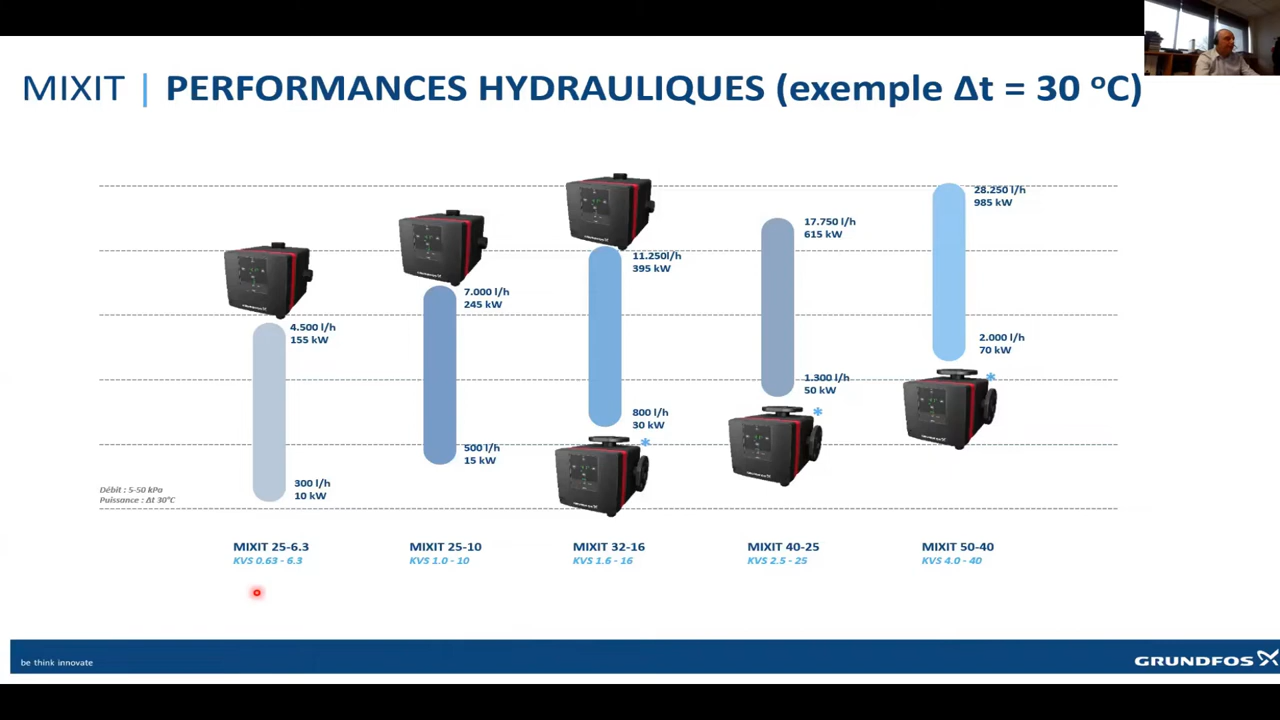 MIXIT | PERFORMANCES HYDRAULIQUES (exemple Δt = 30 ºC)
4.500 l/h
155 kW
300 l/h
10 kW
7.000 l/h
245 kW
500 l/h
15 kW
11.250l/h
395 kW
800 l/h
30 kW
*
17.750 l/h
615 kW
1.300 l/h
50 kW
*
28.250 l/h
985 kW
2.000 l/h
70 kW
*
Débit : 5-50 kPa
Puissance : Δt 30°C
MIXIT 25-6.3
KVS 0.63 - 6.3
MIXIT 25-10
KVS 1.0 - 10
MIXIT 32-16
KVS 1.6 - 16
MIXIT 40-25
KVS 2.5 - 25
MIXIT 50-40
KVS 4.0 - 40
be think innovate
GRUNDFOS